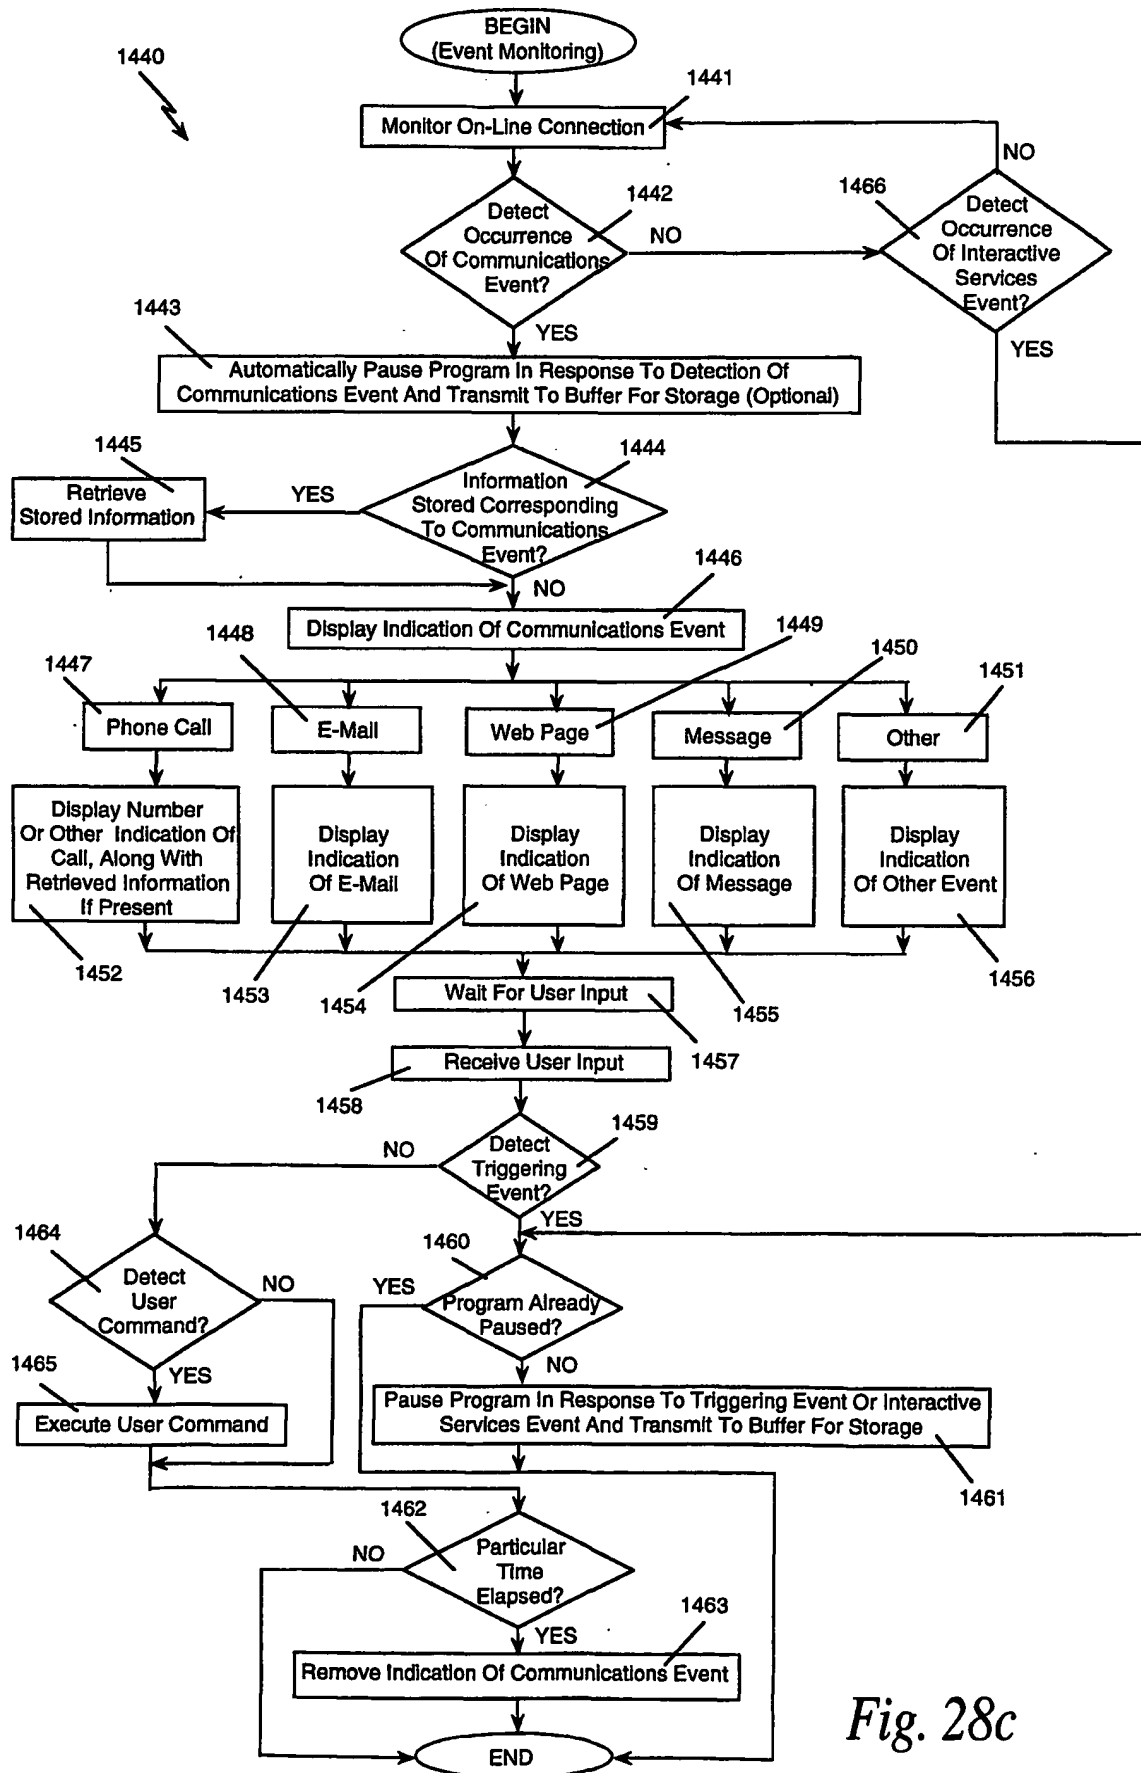 BEGIN
(Event Monitoring)
1440
1441
Monitor On-Line Connection
NO
1442
1466
Detect
Occurrence
Of Communications
Event?
NO
Detect
Occurrence
Of Interactive
Services
Event?
1443
YES
YES
Automatically Pause Program In Response To Detection Of
Communications Event And Transmit To Buffer For Storage (Optional)
1445
1444
Retrieve
Stored Information
YES
Information
Stored Corresponding
To Communications
Event?
1446
NO
Display Indication Of Communications Event
1447
1448
1449
1450
1451
Phone Call
E-Mail
Web Page
Message
Other
Display Number
Or Other Indication Of
Call, Along With
Retrieved Information
If Present
Display
Indication
Of E-Mail
Display
Indication
Of Web Page
Display
Indication
Of Message
Display
Indication
Of Other Event
1452
1453
1454
1455
1456
Wait For User Input
1457
Receive User Input
1458
1459
NO
Detect
Triggering
Event?
YES
1464
1460
Detect
User
Command?
NO
YES
Program Already
Paused?
1465
YES
NO
Execute User Command
Pause Program In Response To Triggering Event Or Interactive
Services Event And Transmit To Buffer For Storage
1461
1462
NO
Particular
Time
Elapsed?
1463
YES
Remove Indication Of Communications Event
END
Fig. 28c